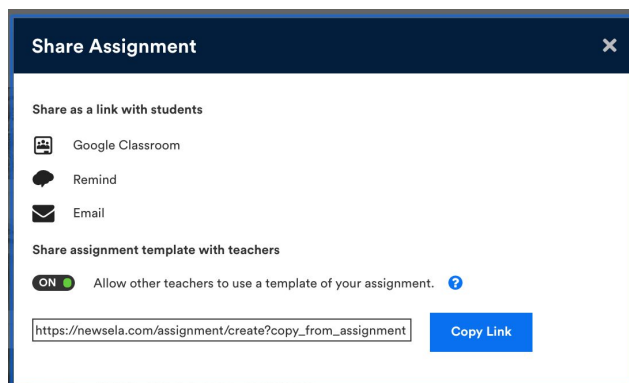 Share Assignment
Share as a link with students
Google Classroom
Remind
Email
Share assignment template with teachers
ON Allow other teachers to use a template of your assignment. ?
https://newsela.com/assignment/create?copy_from_assignment Copy Link